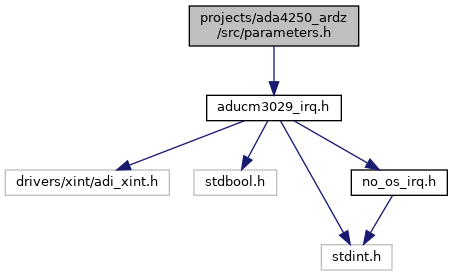 projects/ada4250_ardz
/src/parameters.h
aducm3029_irq.h
drivers/xint/adi_xint.h
stdbool.h
no_os_irq.h
stdint.h